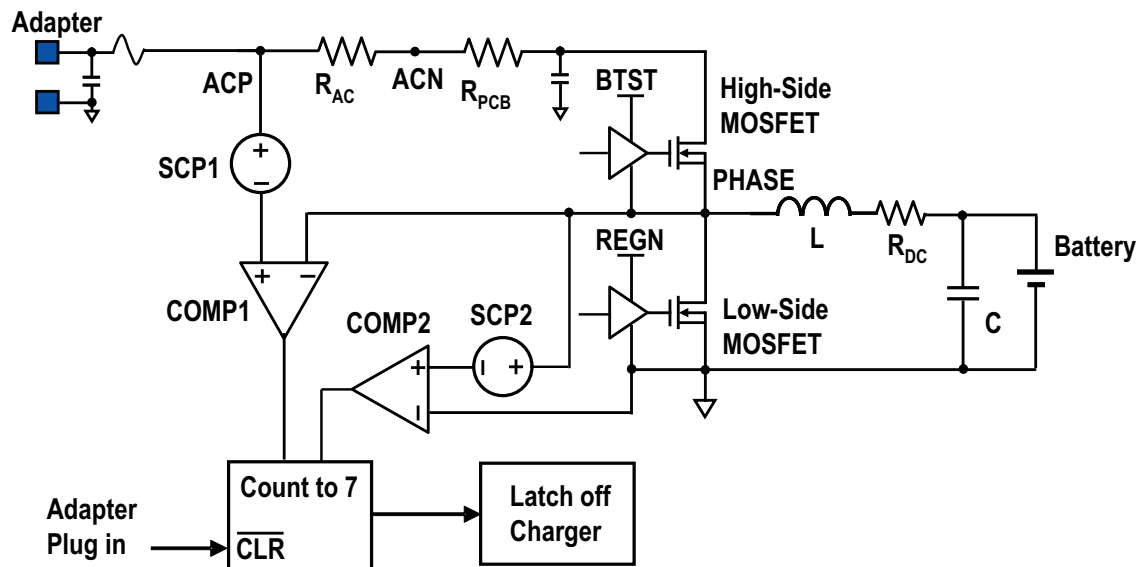 Adapter
ACP
R_AC
ACN
R_PCB
BTST
High-Side
MOSFET
SCP1
+
−
PHASE
REGN
L
R_DC
Battery
+
−
COMP1
COMP2
SCP2
Low-Side
MOSFET
C
+
−
−
+
Count to 7
Latch off
Charger
Adapter
Plug in
C̅L̅R̅